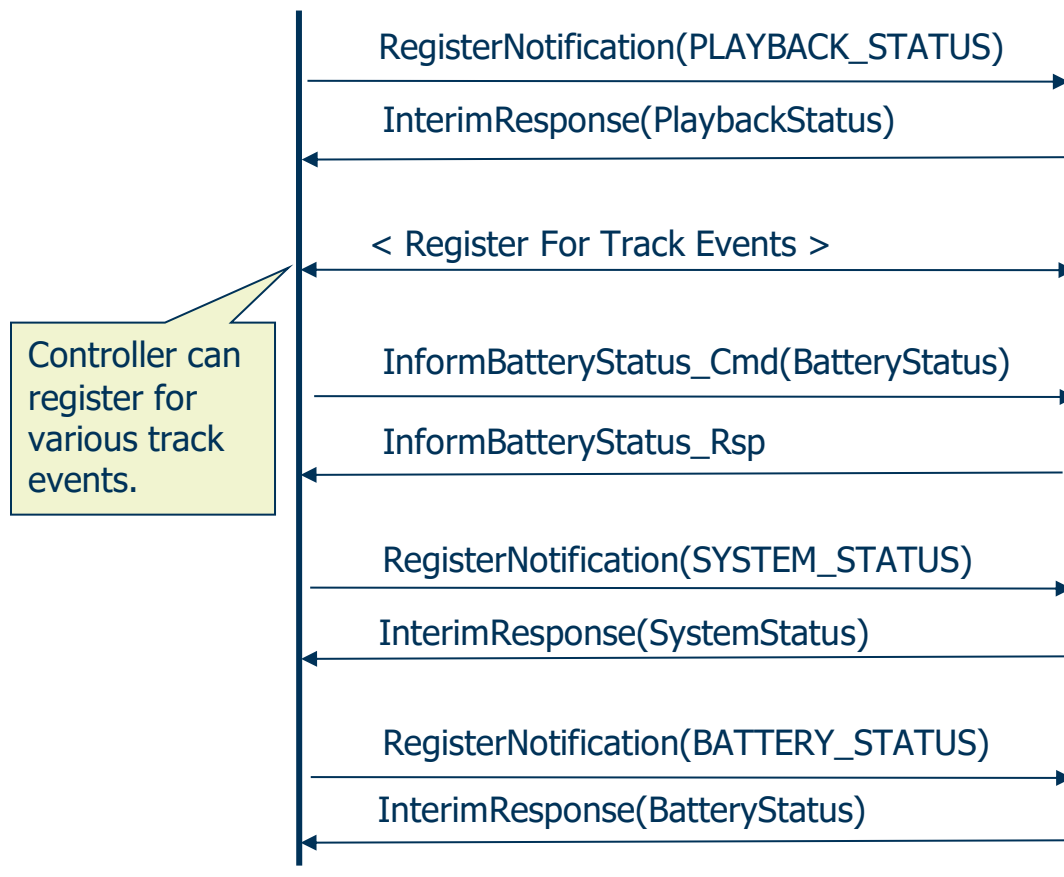 RegisterNotification(PLAYBACK_STATUS)
InterimResponse(PlaybackStatus)
< Register For Track Events >
Controller can
register for
various track
events.
InformBatteryStatus_Cmd(BatteryStatus)
InformBatteryStatus_Rsp
RegisterNotification(SYSTEM_STATUS)
InterimResponse(SystemStatus)
RegisterNotification(BATTERY_STATUS)
InterimResponse(BatteryStatus)